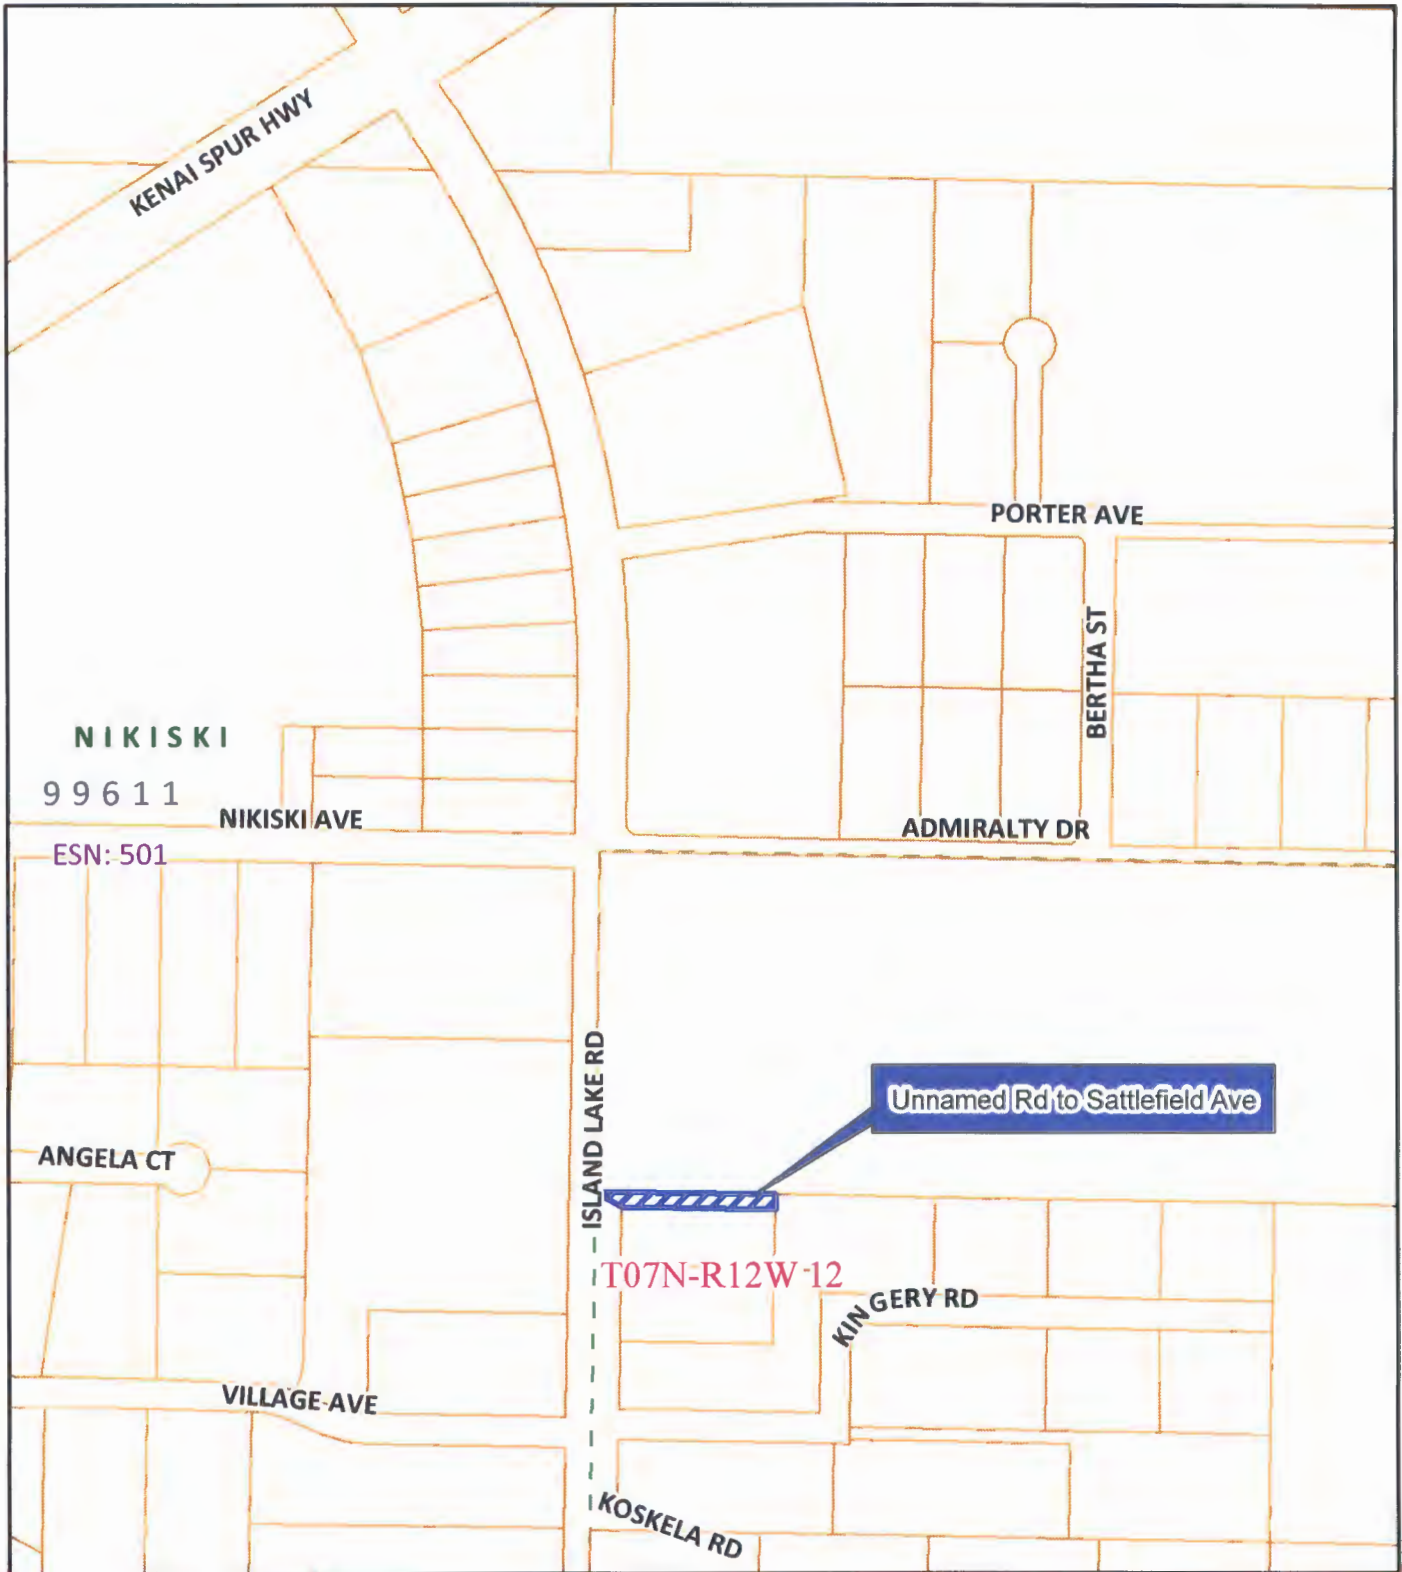 KENAI SPUR HWY
PORTER AVE
BERTHA ST
NIKISKI
99611
NIKISKI AVE
ADMIRALTY DR
ESN: 501
ISLAND LAKE RD
Unnamed Rd to Sattlefield Ave
ANGELA CT
T07N-R12W-12
KINGERY RD
VILLAGE AVE
KOSKELA RD